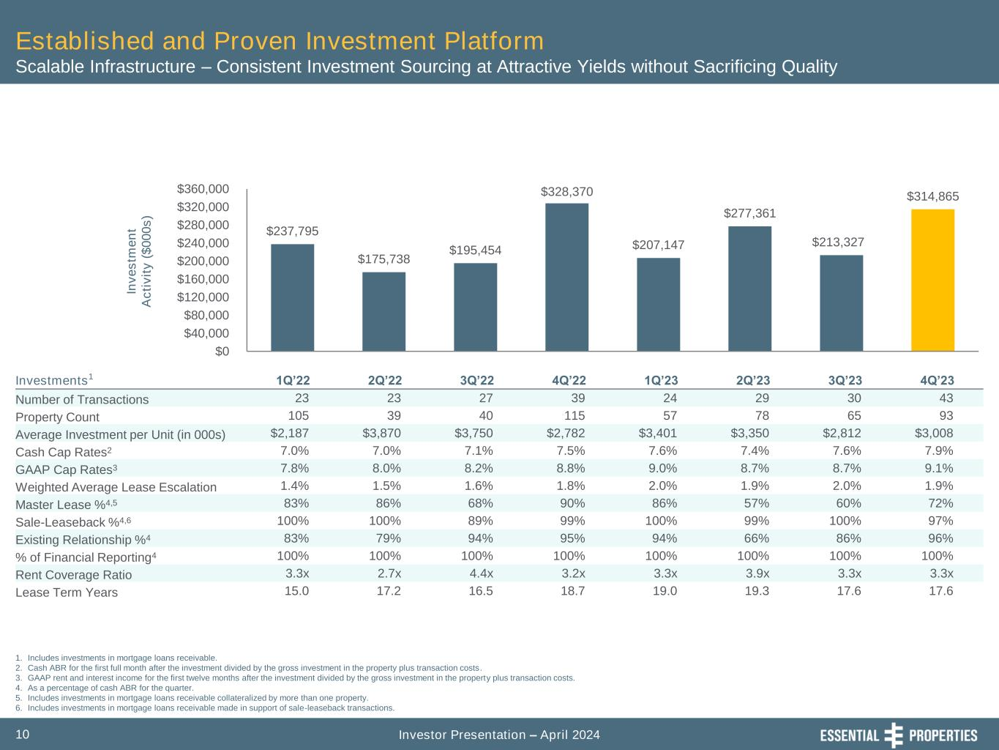 Established and Proven Investment Platform
Scalable Infrastructure – Consistent Investment Sourcing at Attractive Yields without Sacrificing Quality
Investment
Activity ($000s)
$360,000
$320,000
$280,000
$240,000
$200,000
$160,000
$120,000
$80,000
$40,000
$0
$237,795
$175,738
$195,454
$328,370
$207,147
$277,361
$213,327
$314,865
Investments1 1Q’22 2Q’22 3Q’22 4Q’22 1Q’23 2Q’23 3Q’23 4Q’23
Number of Transactions 23 23 27 39 24 29 30 43
Property Count 105 39 40 115 57 78 65 93
Average Investment per Unit (in 000s) $2,187 $3,870 $3,750 $2,782 $3,401 $3,350 $2,812 $3,008
Cash Cap Rates2 7.0% 7.0% 7.1% 7.5% 7.6% 7.4% 7.6% 7.9%
GAAP Cap Rates3 7.8% 8.0% 8.2% 8.8% 9.0% 8.7% 8.7% 9.1%
Weighted Average Lease Escalation 1.4% 1.5% 1.6% 1.8% 2.0% 1.9% 2.0% 1.9%
Master Lease %4,5 83% 86% 68% 90% 86% 57% 60% 72%
Sale-Leaseback %4,6 100% 100% 89% 99% 100% 99% 100% 97%
Existing Relationship %4 83% 79% 94% 95% 94% 66% 86% 96%
% of Financial Reporting4 100% 100% 100% 100% 100% 100% 100% 100%
Rent Coverage Ratio 3.3x 2.7x 4.4x 3.2x 3.3x 3.9x 3.3x 3.3x
Lease Term Years 15.0 17.2 16.5 18.7 19.0 19.3 17.6 17.6
1. Includes investments in mortgage loans receivable.
2. Cash ABR for the first full month after the investment divided by the gross investment in the property plus transaction costs.
3. GAAP rent and interest income for the first twelve months after the investment divided by the gross investment in the property plus transaction costs.
4. As a percentage of cash ABR for the quarter.
5. Includes investments in mortgage loans receivable collateralized by more than one property.
6. Includes investments in mortgage loans receivable made in support of sale-leaseback transactions.
10
Investor Presentation – April 2024
ESSENTIAL PROPERTIES